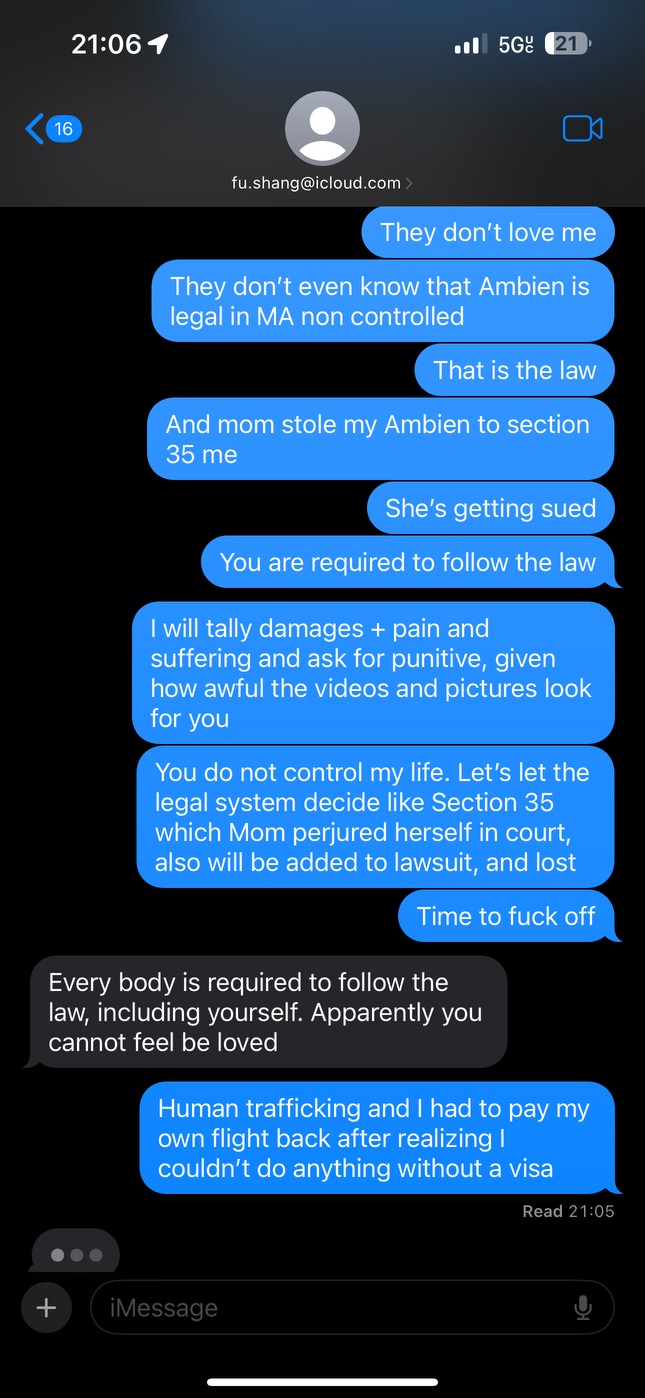 21:06
5GUC 21
16
fu.shang@icloud.com
They don’t love me
They don’t even know that Ambien is
legal in MA non controlled
That is the law
And mom stole my Ambien to section
35 me
She’s getting sued
You are required to follow the law
I will tally damages + pain and
suffering and ask for punitive, given
how awful the videos and pictures look
for you
You do not control my life. Let’s let the
legal system decide like Section 35
which Mom perjured herself in court,
also will be added to lawsuit, and lost
Time to fuck off
Every body is required to follow the
law, including yourself. Apparently you
cannot feel be loved
Human trafficking and I had to pay my
own flight back after realizing I
couldn’t do anything without a visa
Read 21:05
iMessage